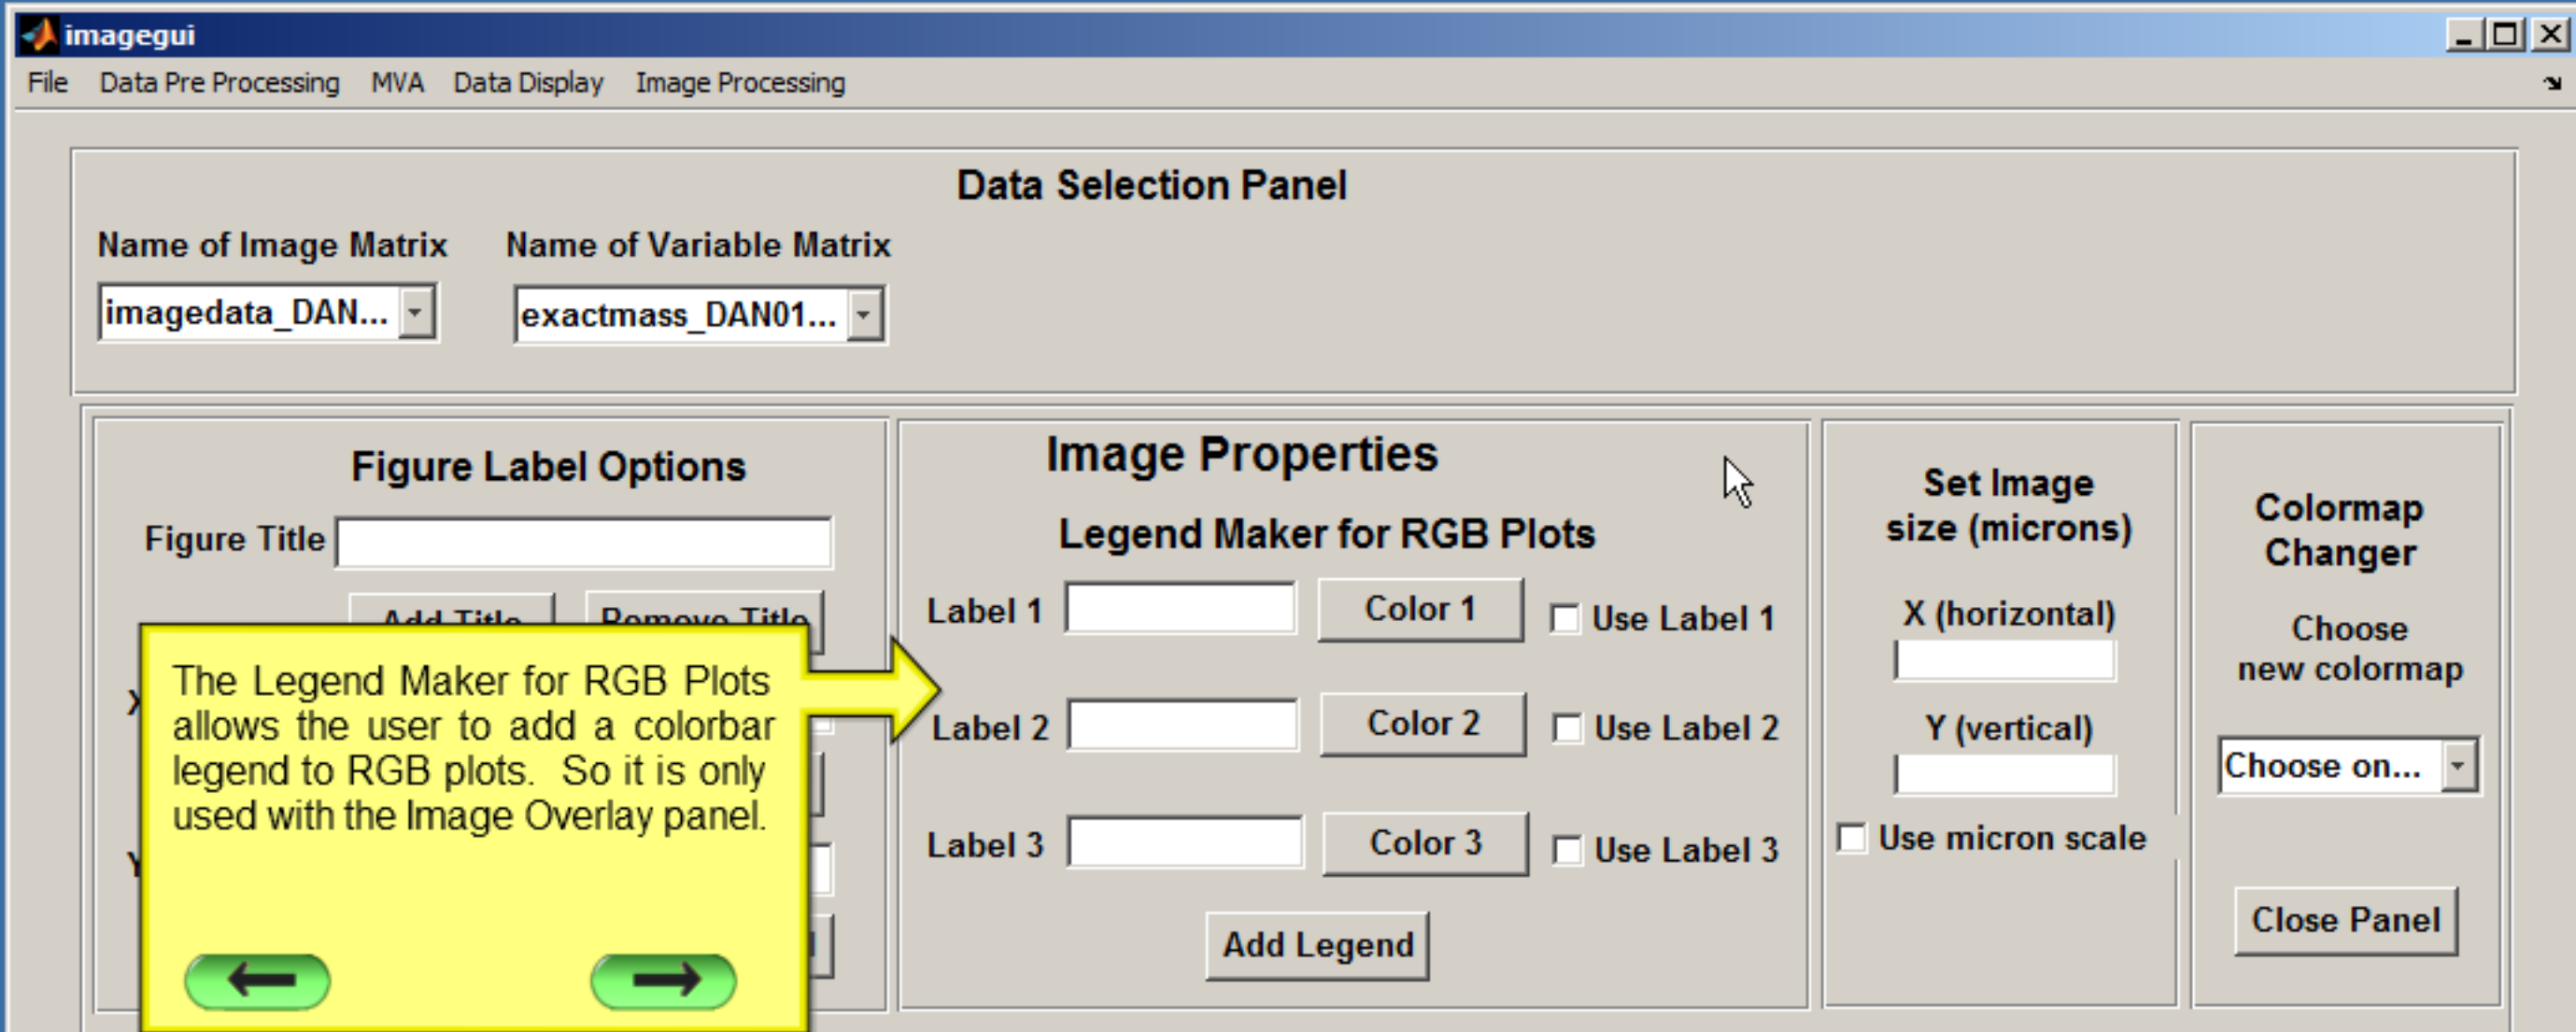 imagegui
File Data Pre Processing MVA Data Display Image Processing
Data Selection Panel
Name of Image Matrix Name of Variable Matrix
imagedata_DAN... exactmass_DAN01...
Figure Label Options
Figure Title
Add Title Remove Title
The Legend Maker for RGB Plots
allows the user to add a colorbar
legend to RGB plots. So it is only
used with the Image Overlay panel.
Image Properties
Legend Maker for RGB Plots
Label 1 Color 1 Use Label 1
Label 2 Color 2 Use Label 2
Label 3 Color 3 Use Label 3
Add Legend
Set Image
size (microns)
X (horizontal)
Y (vertical)
Use micron scale
Colormap
Changer
Choose
new colormap
Choose on...
Close Panel